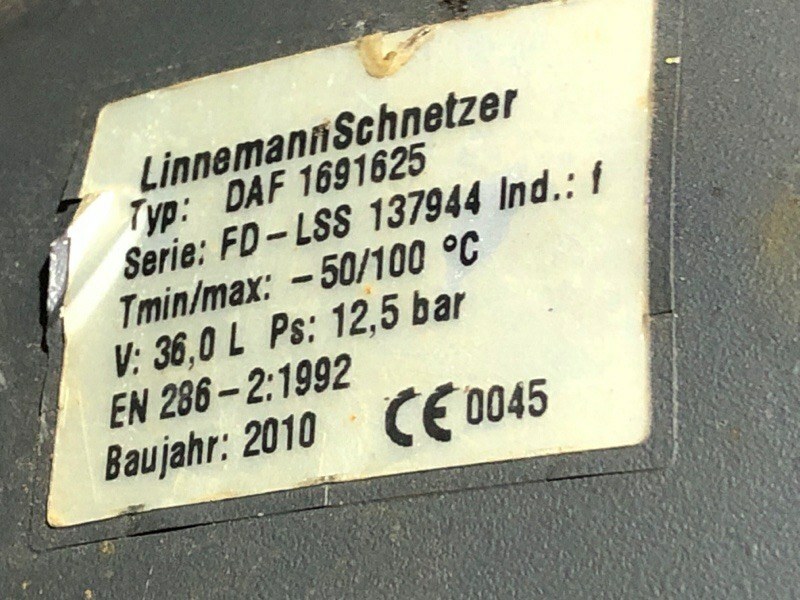 LinnemannSchnetzer
Typ: DAF 1691625
Serie: FD-LSS 137944 Ind.: f
Tmin/max: -50/100 °C
V: 36,0 L Ps: 12,5 bar
EN 286-2:1992
Baujahr: 2010 CE 0045